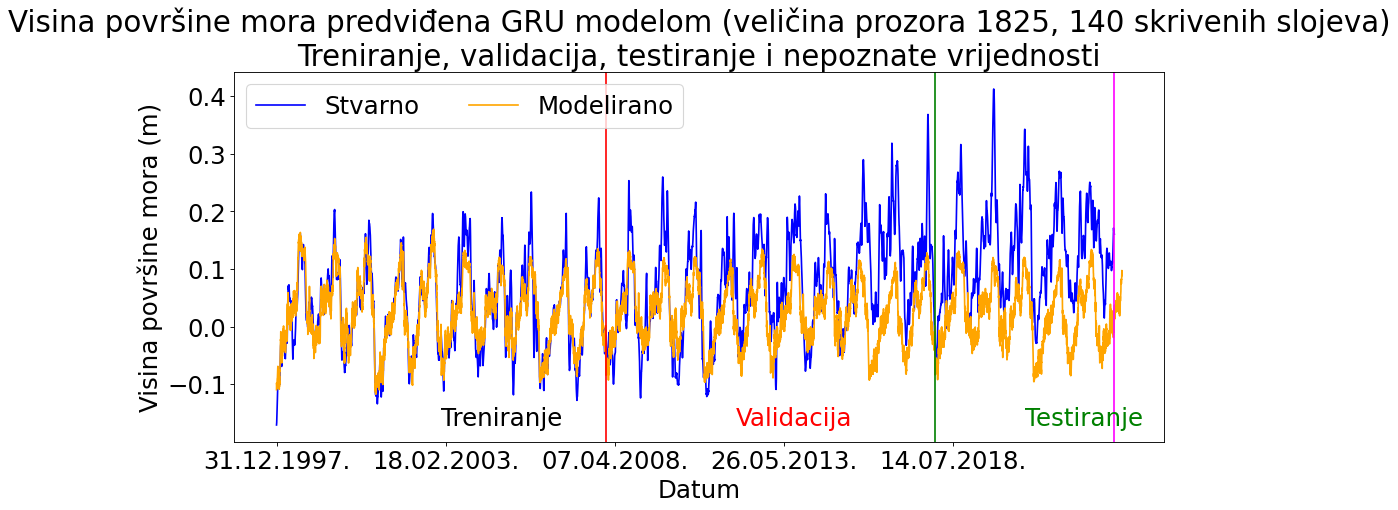 Visina površine mora predviđena GRU modelom (veličina prozora 1825, 140 skrivenih slojeva)
Treniranje, validacija, testiranje i nepoznate vrijednosti
Stvarno
Modelirano
Visina površine mora (m)
0.4
0.3
0.2
0.1
0.0
−0.1
Treniranje
Validacija
Testiranje
31.12.1997.
18.02.2003.
07.04.2008.
26.05.2013.
14.07.2018.
Datum